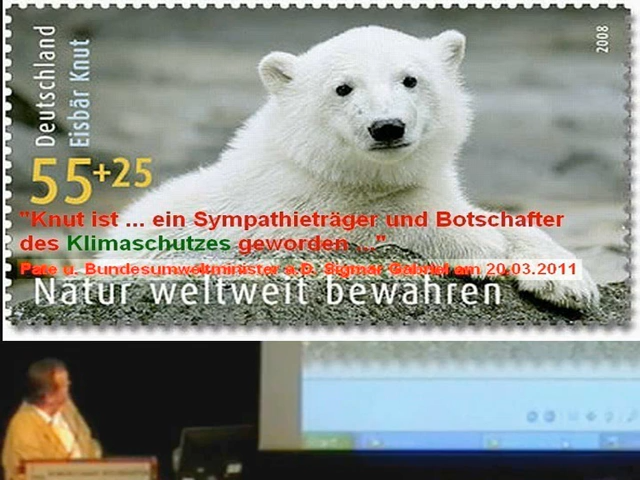 Deutschland
Eisbär Knut
2008
55+25
"Knut ist ... ein Sympathieträger und Botschafter
des Klimaschutzes geworden ..."
Pate u. Bundesumweltminister a.D. Sigmar Gabriel am 20.03.2011
Natur weltweit bewahren